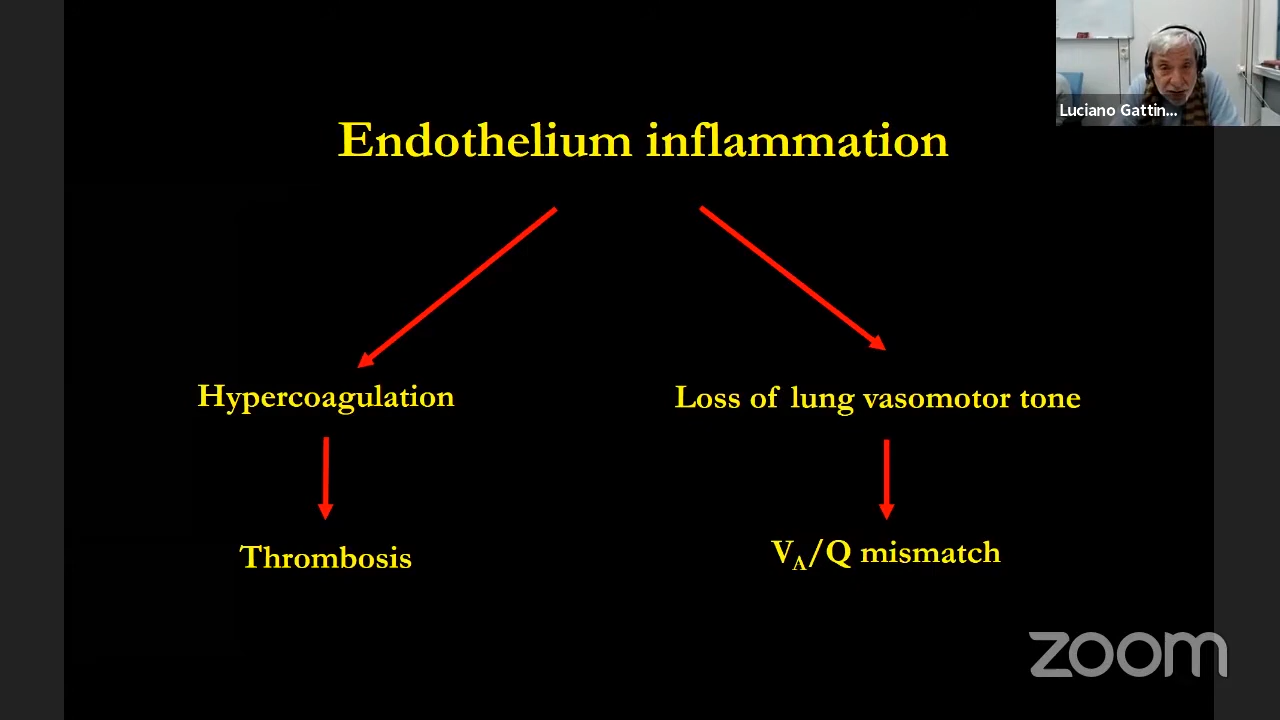 Luciano Gattin...
Endothelium inflammation
Hypercoagulation
Loss of lung vasomotor tone
Thrombosis
VA/Q mismatch
zoom